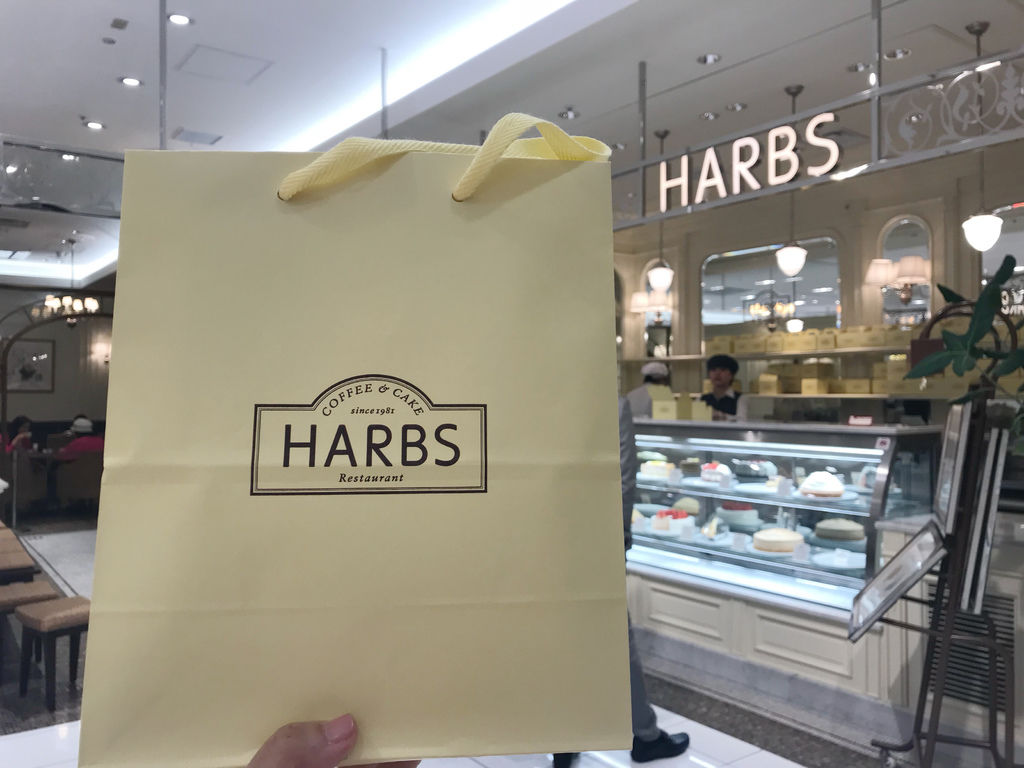 HARBS
COFFEE & CAKE
since 1981
HARBS
Restaurant